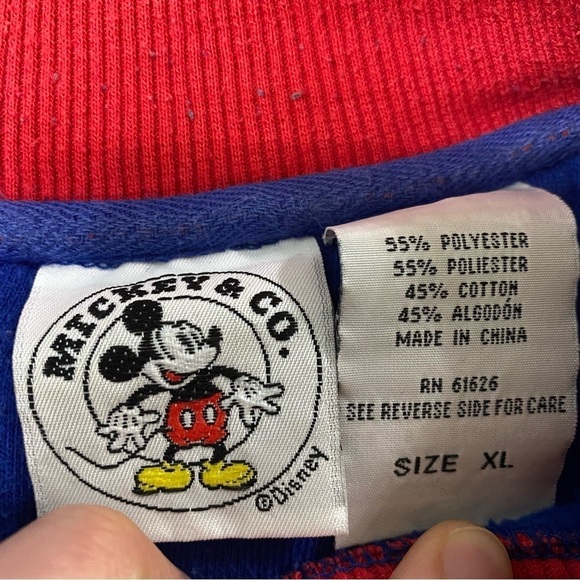 MICKEY & CO.
©Disney
55% POLYESTER
55% POLIESTER
45% COTTON
45% ALGODÓN
MADE IN CHINA
RN 61626
SEE REVERSE SIDE FOR CARE
SIZE XL